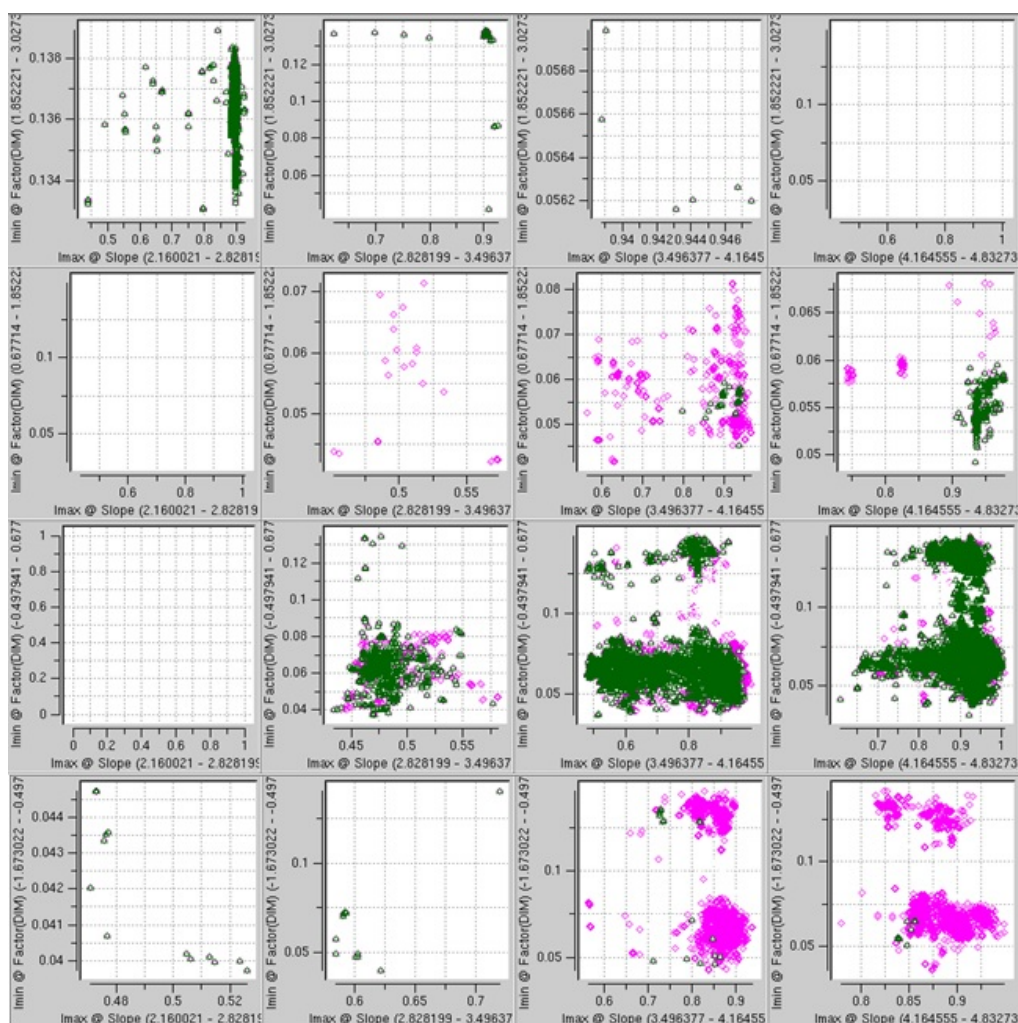 Imin @ Factor(DIM) (1.852221 - 3.0273
0.138
0.136
0.134
0.5 0.6 0.7 0.8 0.9
Imax @ Slope (2.160021 - 2.82819
Imin @ Factor(DIM) (1.852221 - 3.0273
0.12
0.1
0.08
0.06
0.7 0.8 0.9
Imax @ Slope (2.828199 - 3.49637
Imin @ Factor(DIM) (1.852221 - 3.0273
0.0568
0.0566
0.0564
0.0562
0.94 0.942 0.944 0.946
Imax @ Slope (3.496377 - 4.1645
Imin @ Factor(DIM) (1.852221 - 3.0273
0.1
0.05
0.6 0.8 1
Imax @ Slope (4.164555 - 4.83273
Imin @ Factor(DIM) (0.67714 - 1.85222
0.1
0.05
0.6 0.8 1
Imax @ Slope (2.160021 - 2.82819
Imin @ Factor(DIM) (0.67714 - 1.85222
0.07
0.06
0.05
0.5 0.55
Imax @ Slope (2.828199 - 3.49637
Imin @ Factor(DIM) (0.67714 - 1.85222
0.08
0.07
0.06
0.05
0.6 0.7 0.8 0.9
Imax @ Slope (3.496377 - 4.16455
Imin @ Factor(DIM) (0.67714 - 1.85222
0.065
0.06
0.055
0.05
0.8 0.9
Imax @ Slope (4.164555 - 4.83273
Imin @ Factor(DIM) (-0.497941 - 0.677
1
0.8
0.6
0.4
0.2
0
0 0.2 0.4 0.6 0.8 1
Imax @ Slope (2.160021 - 2.828199
Imin @ Factor(DIM) (-0.497941 - 0.677
0.12
0.1
0.08
0.06
0.04
0.45 0.5 0.55
Imax @ Slope (2.828199 - 3.49637
Imin @ Factor(DIM) (-0.497941 - 0.677
0.1
0.05
0.6 0.8
Imax @ Slope (3.496377 - 4.16455
Imin @ Factor(DIM) (-0.497941 - 0.677
0.1
0.05
0.7 0.8 0.9 1
Imax @ Slope (4.164555 - 4.83273
Imin @ Factor(DIM) (-1.673022 - -0.497
0.044
0.043
0.042
0.041
0.04
0.48 0.5 0.52
Imax @ Slope (2.160021 - 2.82819
Imin @ Factor(DIM) (-1.673022 - -0.497
0.1
0.05
0.6 0.65 0.7
Imax @ Slope (2.828199 - 3.49637
Imin @ Factor(DIM) (-1.673022 - -0.497
0.1
0.05
0.6 0.7 0.8 0.9
Imax @ Slope (3.496377 - 4.16455
Imin @ Factor(DIM) (-1.673022 - -0.497
0.1
0.05
0.8 0.85 0.9
Imax @ Slope (4.164555 - 4.83273